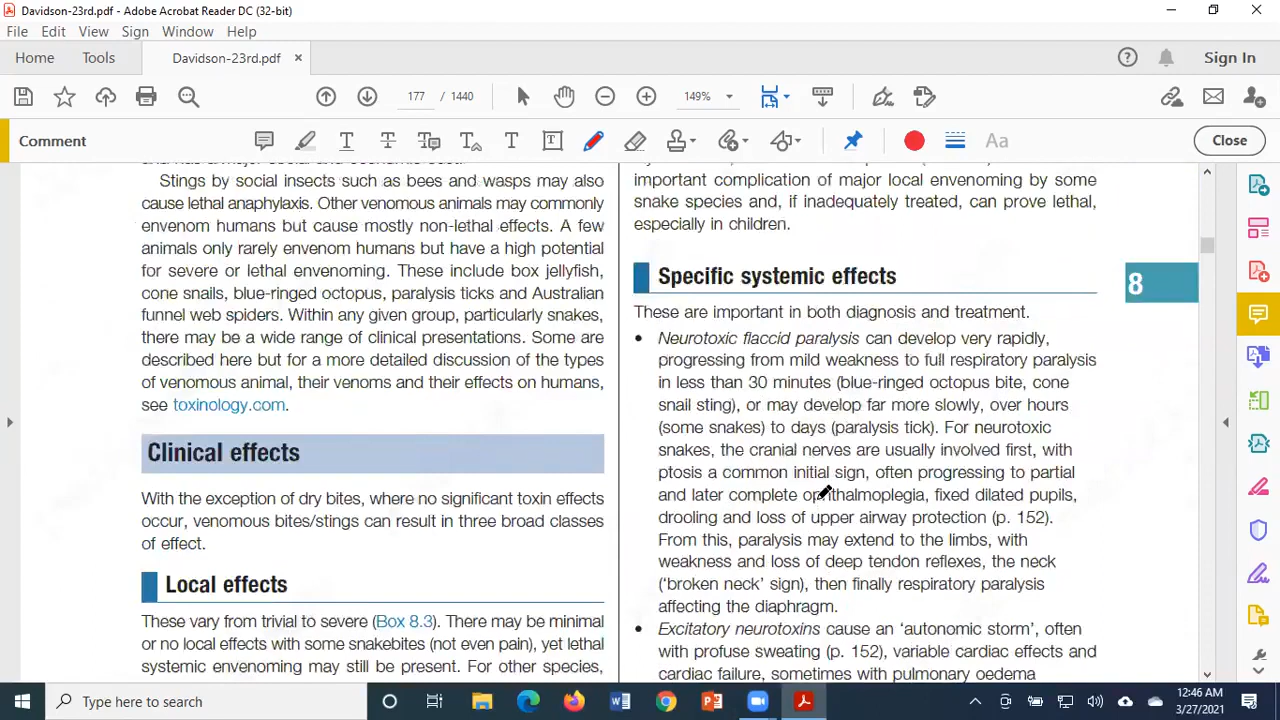 Davidson-23rd.pdf - Adobe Acrobat Reader DC (32-bit)
File Edit View Sign Window Help
Home Tools Davidson-23rd.pdf × Sign In
177 / 1440 149%
Comment Aa Close
Stings by social insects such as bees and wasps may also
cause lethal anaphylaxis. Other venomous animals may commonly
envenom humans but cause mostly non-lethal effects. A few
animals only rarely envenom humans but have a high potential
for severe or lethal envenoming. These include box jellyfish,
cone snails, blue-ringed octopus, paralysis ticks and Australian
funnel web spiders. Within any given group, particularly snakes,
there may be a wide range of clinical presentations. Some are
described here but for a more detailed discussion of the types
of venomous animal, their venoms and their effects on humans,
see toxinology.com.
Clinical effects
With the exception of dry bites, where no significant toxin effects
occur, venomous bites/stings can result in three broad classes
of effect.
Local effects
These vary from trivial to severe (Box 8.3). There may be minimal
or no local effects with some snakebites (not even pain), yet lethal
systemic envenoming may still be present. For other species,
important complication of major local envenoming by some
snake species and, if inadequately treated, can prove lethal,
especially in children.
Specific systemic effects
8
These are important in both diagnosis and treatment.
• Neurotoxic flaccid paralysis can develop very rapidly,
progressing from mild weakness to full respiratory paralysis
in less than 30 minutes (blue-ringed octopus bite, cone
snail sting), or may develop far more slowly, over hours
(some snakes) to days (paralysis tick). For neurotoxic
snakes, the cranial nerves are usually involved first, with
ptosis a common initial sign, often progressing to partial
and later complete ophthalmoplegia, fixed dilated pupils,
drooling and loss of upper airway protection (p. 152).
From this, paralysis may extend to the limbs, with
weakness and loss of deep tendon reflexes, the neck
(‘broken neck’ sign), then finally respiratory paralysis
affecting the diaphragm.
• Excitatory neurotoxins cause an ‘autonomic storm’, often
with profuse sweating (p. 152), variable cardiac effects and
cardiac failure, sometimes with pulmonary oedema
Type here to search
12:46 AM
3/27/2021